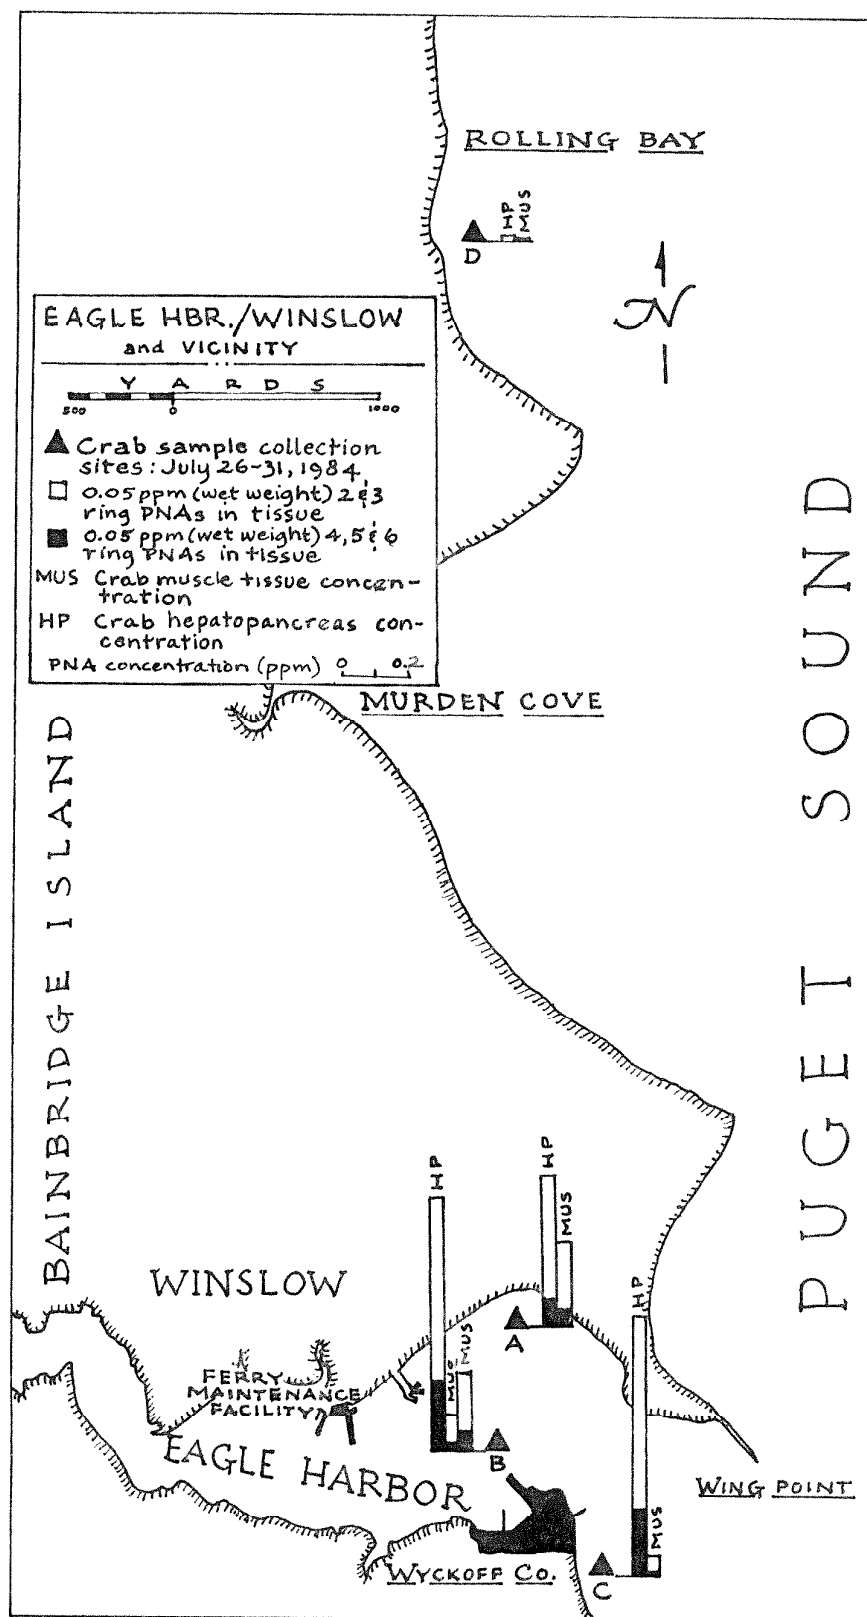 ROLLING BAY
HP
MUS
D
N
EAGLE HBR./WINSLOW
and VICINITY
YARDS
500 0 1000
Crab sample collection
sites: July 26-31, 1984
0.05 ppm (wet weight) 2 & 3
ring PNAs in tissue
0.05 ppm (wet weight) 4, 5 & 6
ring PNAs in tissue
MUS Crab muscle tissue concen-
tration
HP Crab hepatopancreas con-
centration
PNA concentration (ppm) 0 0.2
MURDEN COVE
PUGET SOUND
BAINBRIDGE ISLAND
HP
MUS
A
HP
MUS
MUS
B
HP
MUS
C
WINSLOW
FERRY
MAINTENANCE
FACILITY
EAGLE HARBOR
WING POINT
WYCKOFF CO.